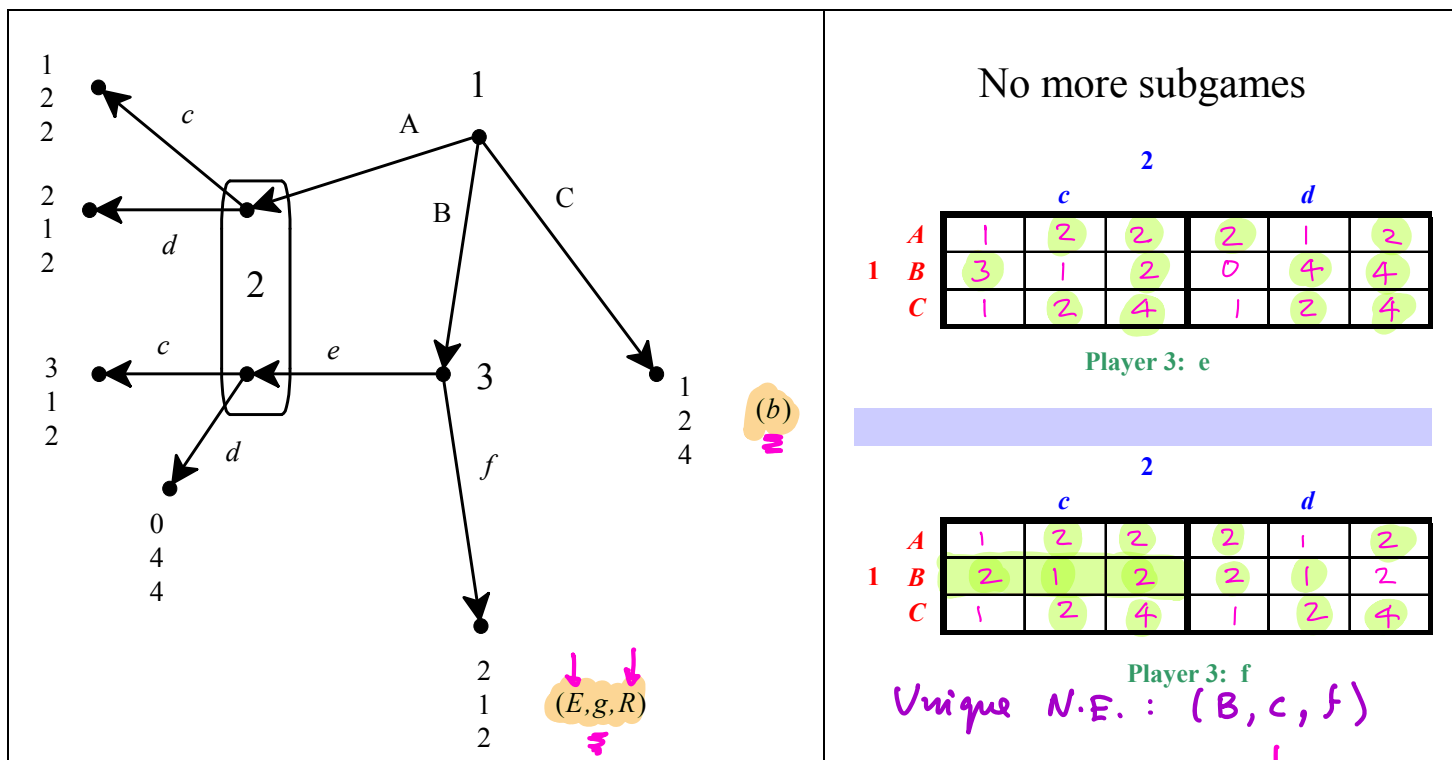 1
2
2
c
A
1
2
1
2
d
B
C
2
3
1
2
c
e
3
1
2
4
(b)
d
f
0
4
4
2
1
2
(E,g,R)
No more subgames
2
c d
A 1 2 2 2 1 2
1 B 3 1 2 0 4 4
C 1 2 4 1 2 4
Player 3: e
2
c d
A 1 2 2 2 1 2
1 B 2 1 2 2 1 2
C 1 2 4 1 2 4
Player 3: f
Unique N.E. : (B, c, f)